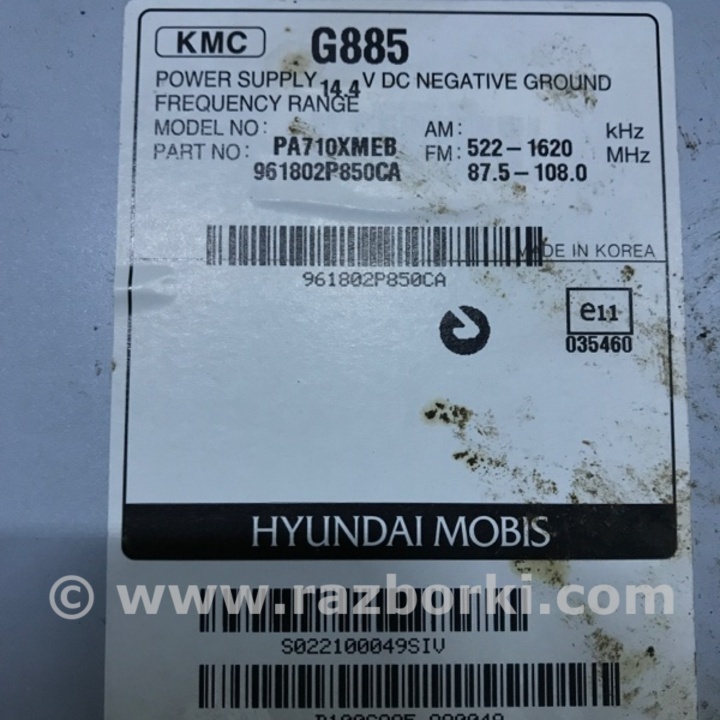 KMC G885
POWER SUPPLY 14.4 V DC NEGATIVE GROUND
FREQUENCY RANGE
MODEL NO: PA710XMEB AM: 522-1620 kHz
PART NO: 961802P850CA FM: 87.5-108.0 MHz
961802P850CA
MADE IN KOREA
e11
035460
HYUNDAI MOBIS
© www.razborki.com
S022100049SIV